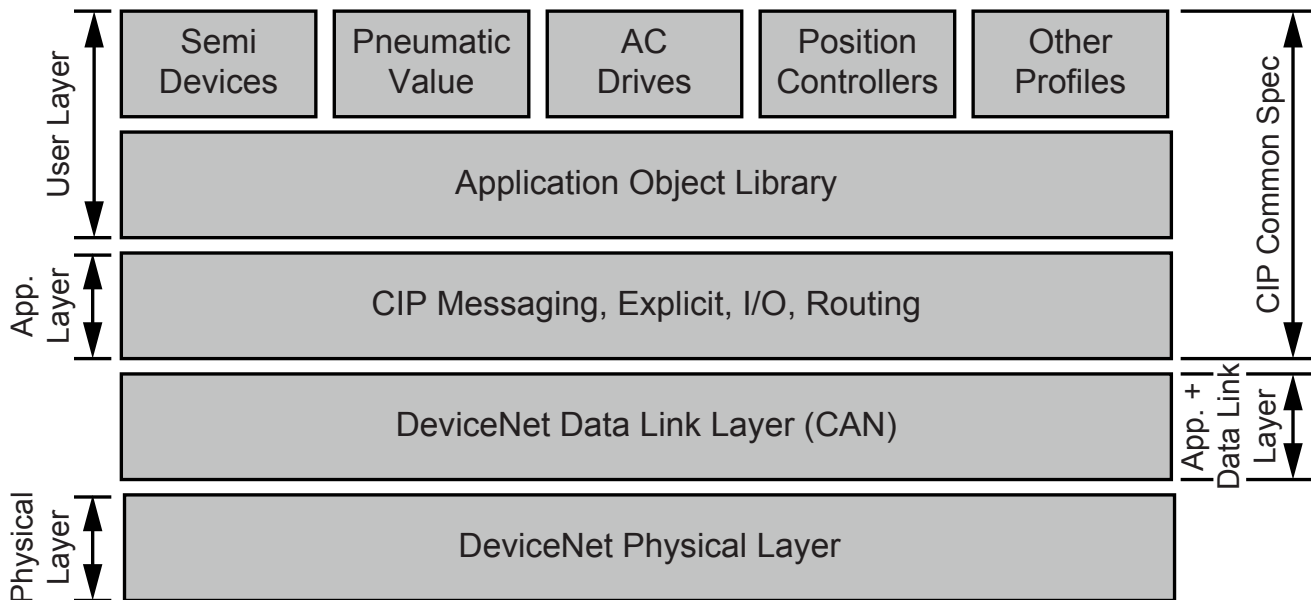 User Layer
Semi
Devices
Pneumatic
Value
AC
Drives
Position
Controllers
Other
Profiles
CIP Common Spec
Application Object Library
App.
Layer
CIP Messaging, Explicit, I/O, Routing
DeviceNet Data Link Layer (CAN)
App. +
Data Link
Layer
Physical
Layer
DeviceNet Physical Layer